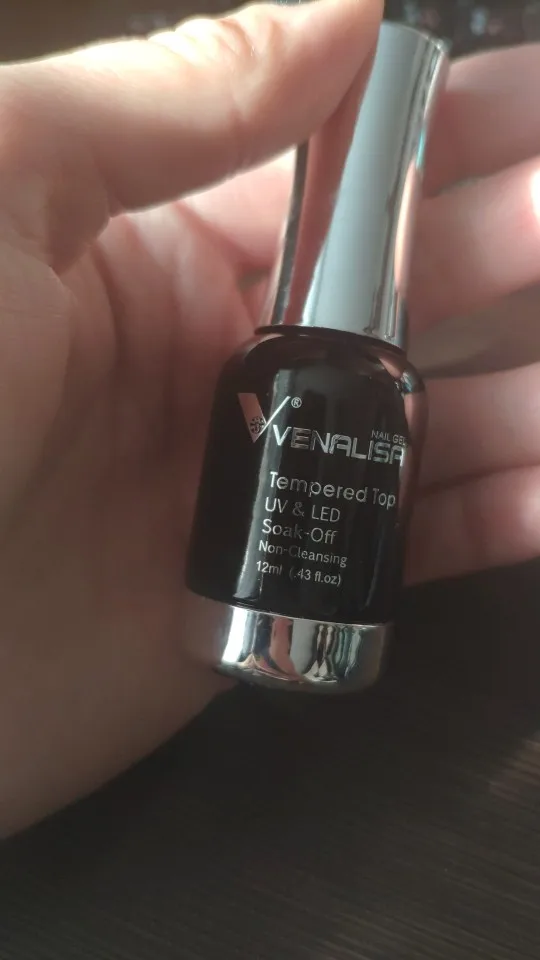 V®
VENALISA
NAIL GEL
Tempered Top
UV & LED
Soak-Off
Non-Cleansing
12ml (.43 fl.oz)